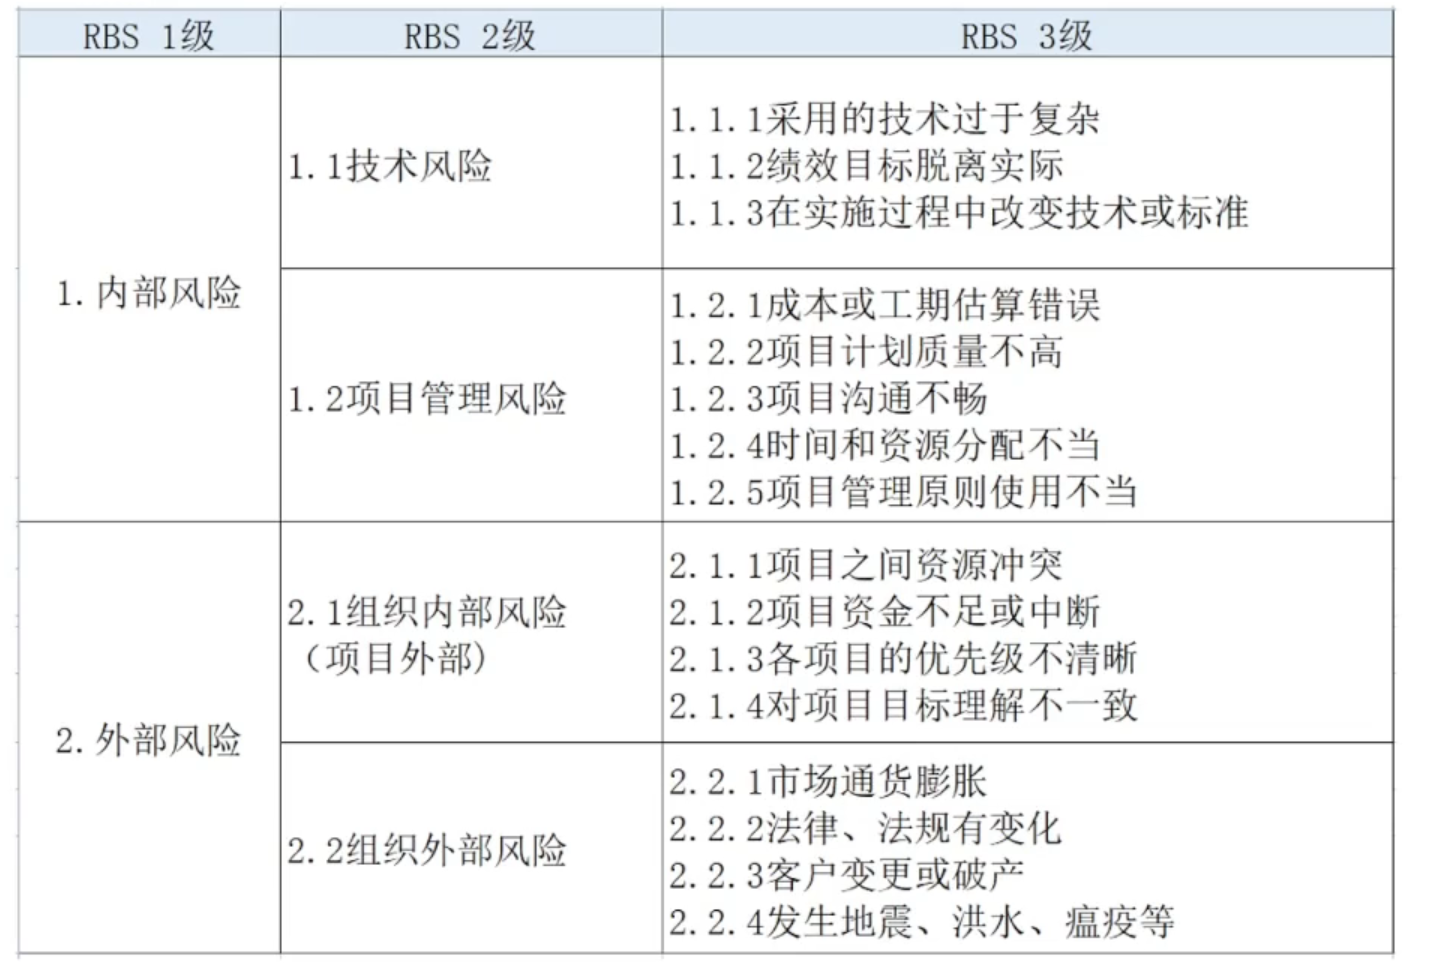 RBS 1级
RBS 2级
RBS 3级
1.内部风险
1.1技术风险
1.1.1采用的技术过于复杂
1.1.2绩效目标脱离实际
1.1.3在实施过程中改变技术或标准
1.2项目管理风险
1.2.1成本或工期估算错误
1.2.2项目计划质量不高
1.2.3项目沟通不畅
1.2.4时间和资源分配不当
1.2.5项目管理原则使用不当
2.外部风险
2.1组织内部风险
（项目外部)
2.1.1项目之间资源冲突
2.1.2项目资金不足或中断
2.1.3各项目的优先级不清晰
2.1.4对项目目标理解不一致
2.2组织外部风险
2.2.1市场通货膨胀
2.2.2法律、法规有变化
2.2.3客户变更或破产
2.2.4发生地震、洪水、瘟疫等